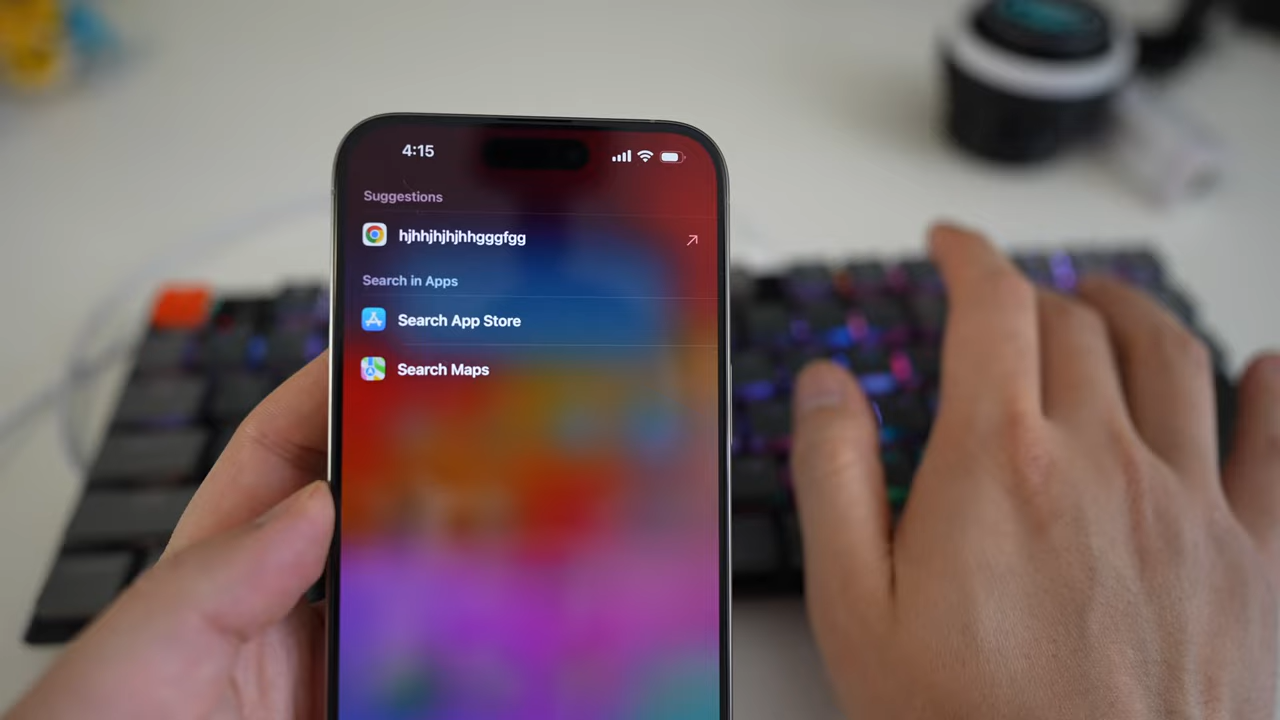 4:15
Suggestions
hjhhjhjhjhhgggfgg
Search in Apps
Search App Store
Search Maps